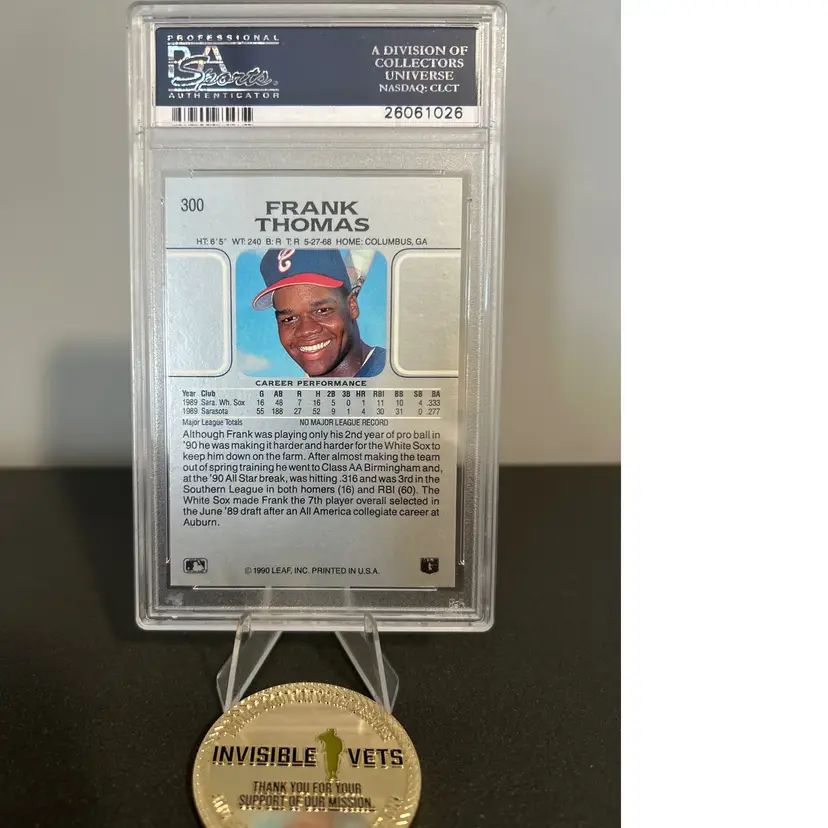 PROFESSIONAL
PSA
Sports
AUTHENTICATOR
A DIVISION OF
COLLECTORS
UNIVERSE
NASDAQ: CLCT
26061026
300
FRANK
THOMAS
HT: 6'5" WT: 240 B: R T: R 5-27-68 HOME: COLUMBUS, GA
C
CAREER PERFORMANCE
Year Club G AB R H 2B 3B HR RBI BB SB BA
1989 Sara. Wh. Sox 16 48 7 16 5 0 1 11 10 4 .333
1989 Sarasota 55 188 27 52 9 1 4 30 31 0 .277
Major League Totals NO MAJOR LEAGUE RECORD
Although Frank was playing only his 2nd year of pro ball in
'90 he was making it harder and harder for the White Sox to
keep him down on the farm. After almost making the team
out of spring training he went to Class AA Birmingham and,
at the '90 All Star break, was hitting .316 and was 3rd in the
Southern League in both homers (16) and RBI (60). The
White Sox made Frank the 7th player overall selected in
the June '89 draft after an All America collegiate career at
Auburn.
© 1990 LEAF, INC. PRINTED IN U.S.A.
INVISIBLE VETS
THANK YOU FOR YOUR
SUPPORT OF OUR MISSION.